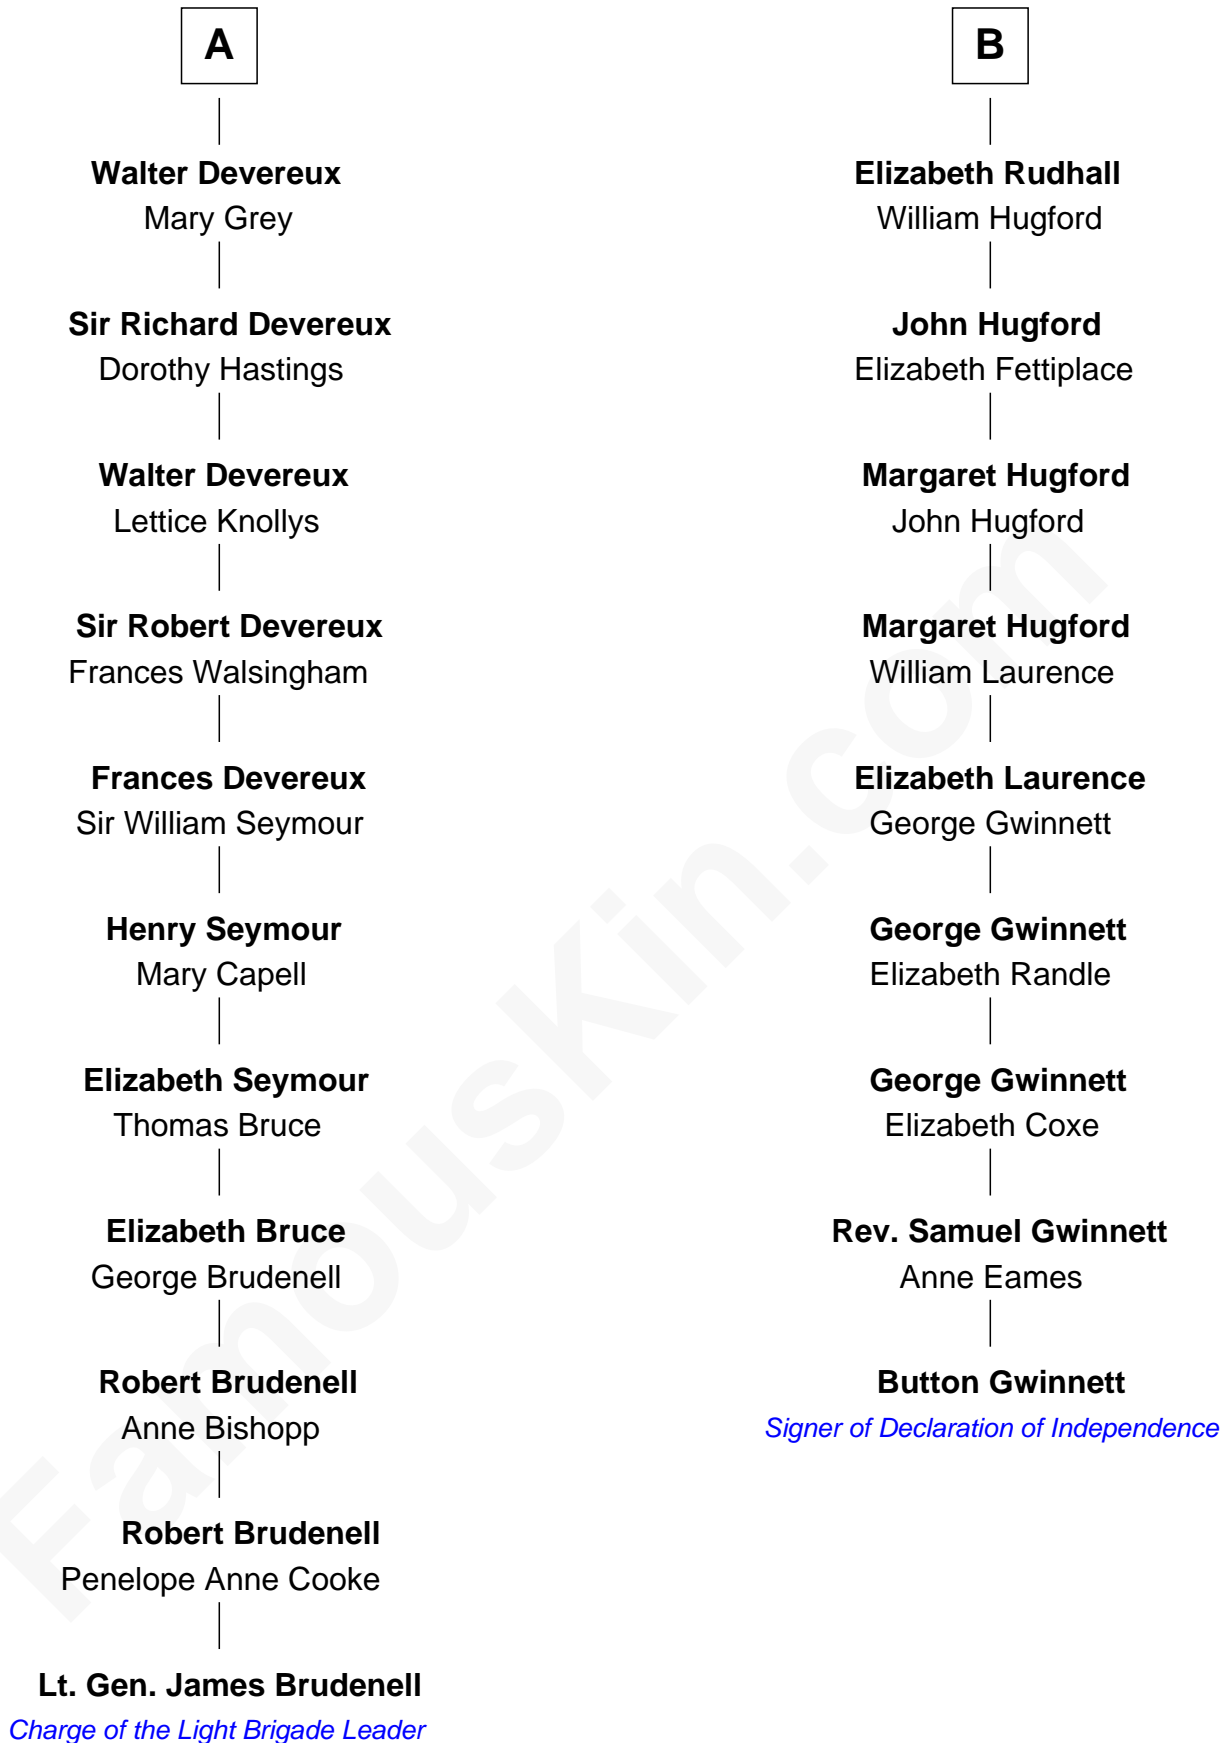 A
Walter Devereux
Mary Grey
Sir Richard Devereux
Dorothy Hastings
Walter Devereux
Lettice Knollys
Sir Robert Devereux
Frances Walsingham
Frances Devereux
Sir William Seymour
Henry Seymour
Mary Capell
Elizabeth Seymour
Thomas Bruce
Elizabeth Bruce
George Brudenell
Robert Brudenell
Anne Bishopp
Robert Brudenell
Penelope Anne Cooke
Lt. Gen. James Brudenell
Charge of the Light Brigade Leader
B
Elizabeth Rudhall
William Hugford
John Hugford
Elizabeth Fettiplace
Margaret Hugford
John Hugford
Margaret Hugford
William Laurence
Elizabeth Laurence
George Gwinnett
George Gwinnett
Elizabeth Randle
George Gwinnett
Elizabeth Coxe
Rev. Samuel Gwinnett
Anne Eames
Button Gwinnett
Signer of Declaration of Independence
FamousKin.com